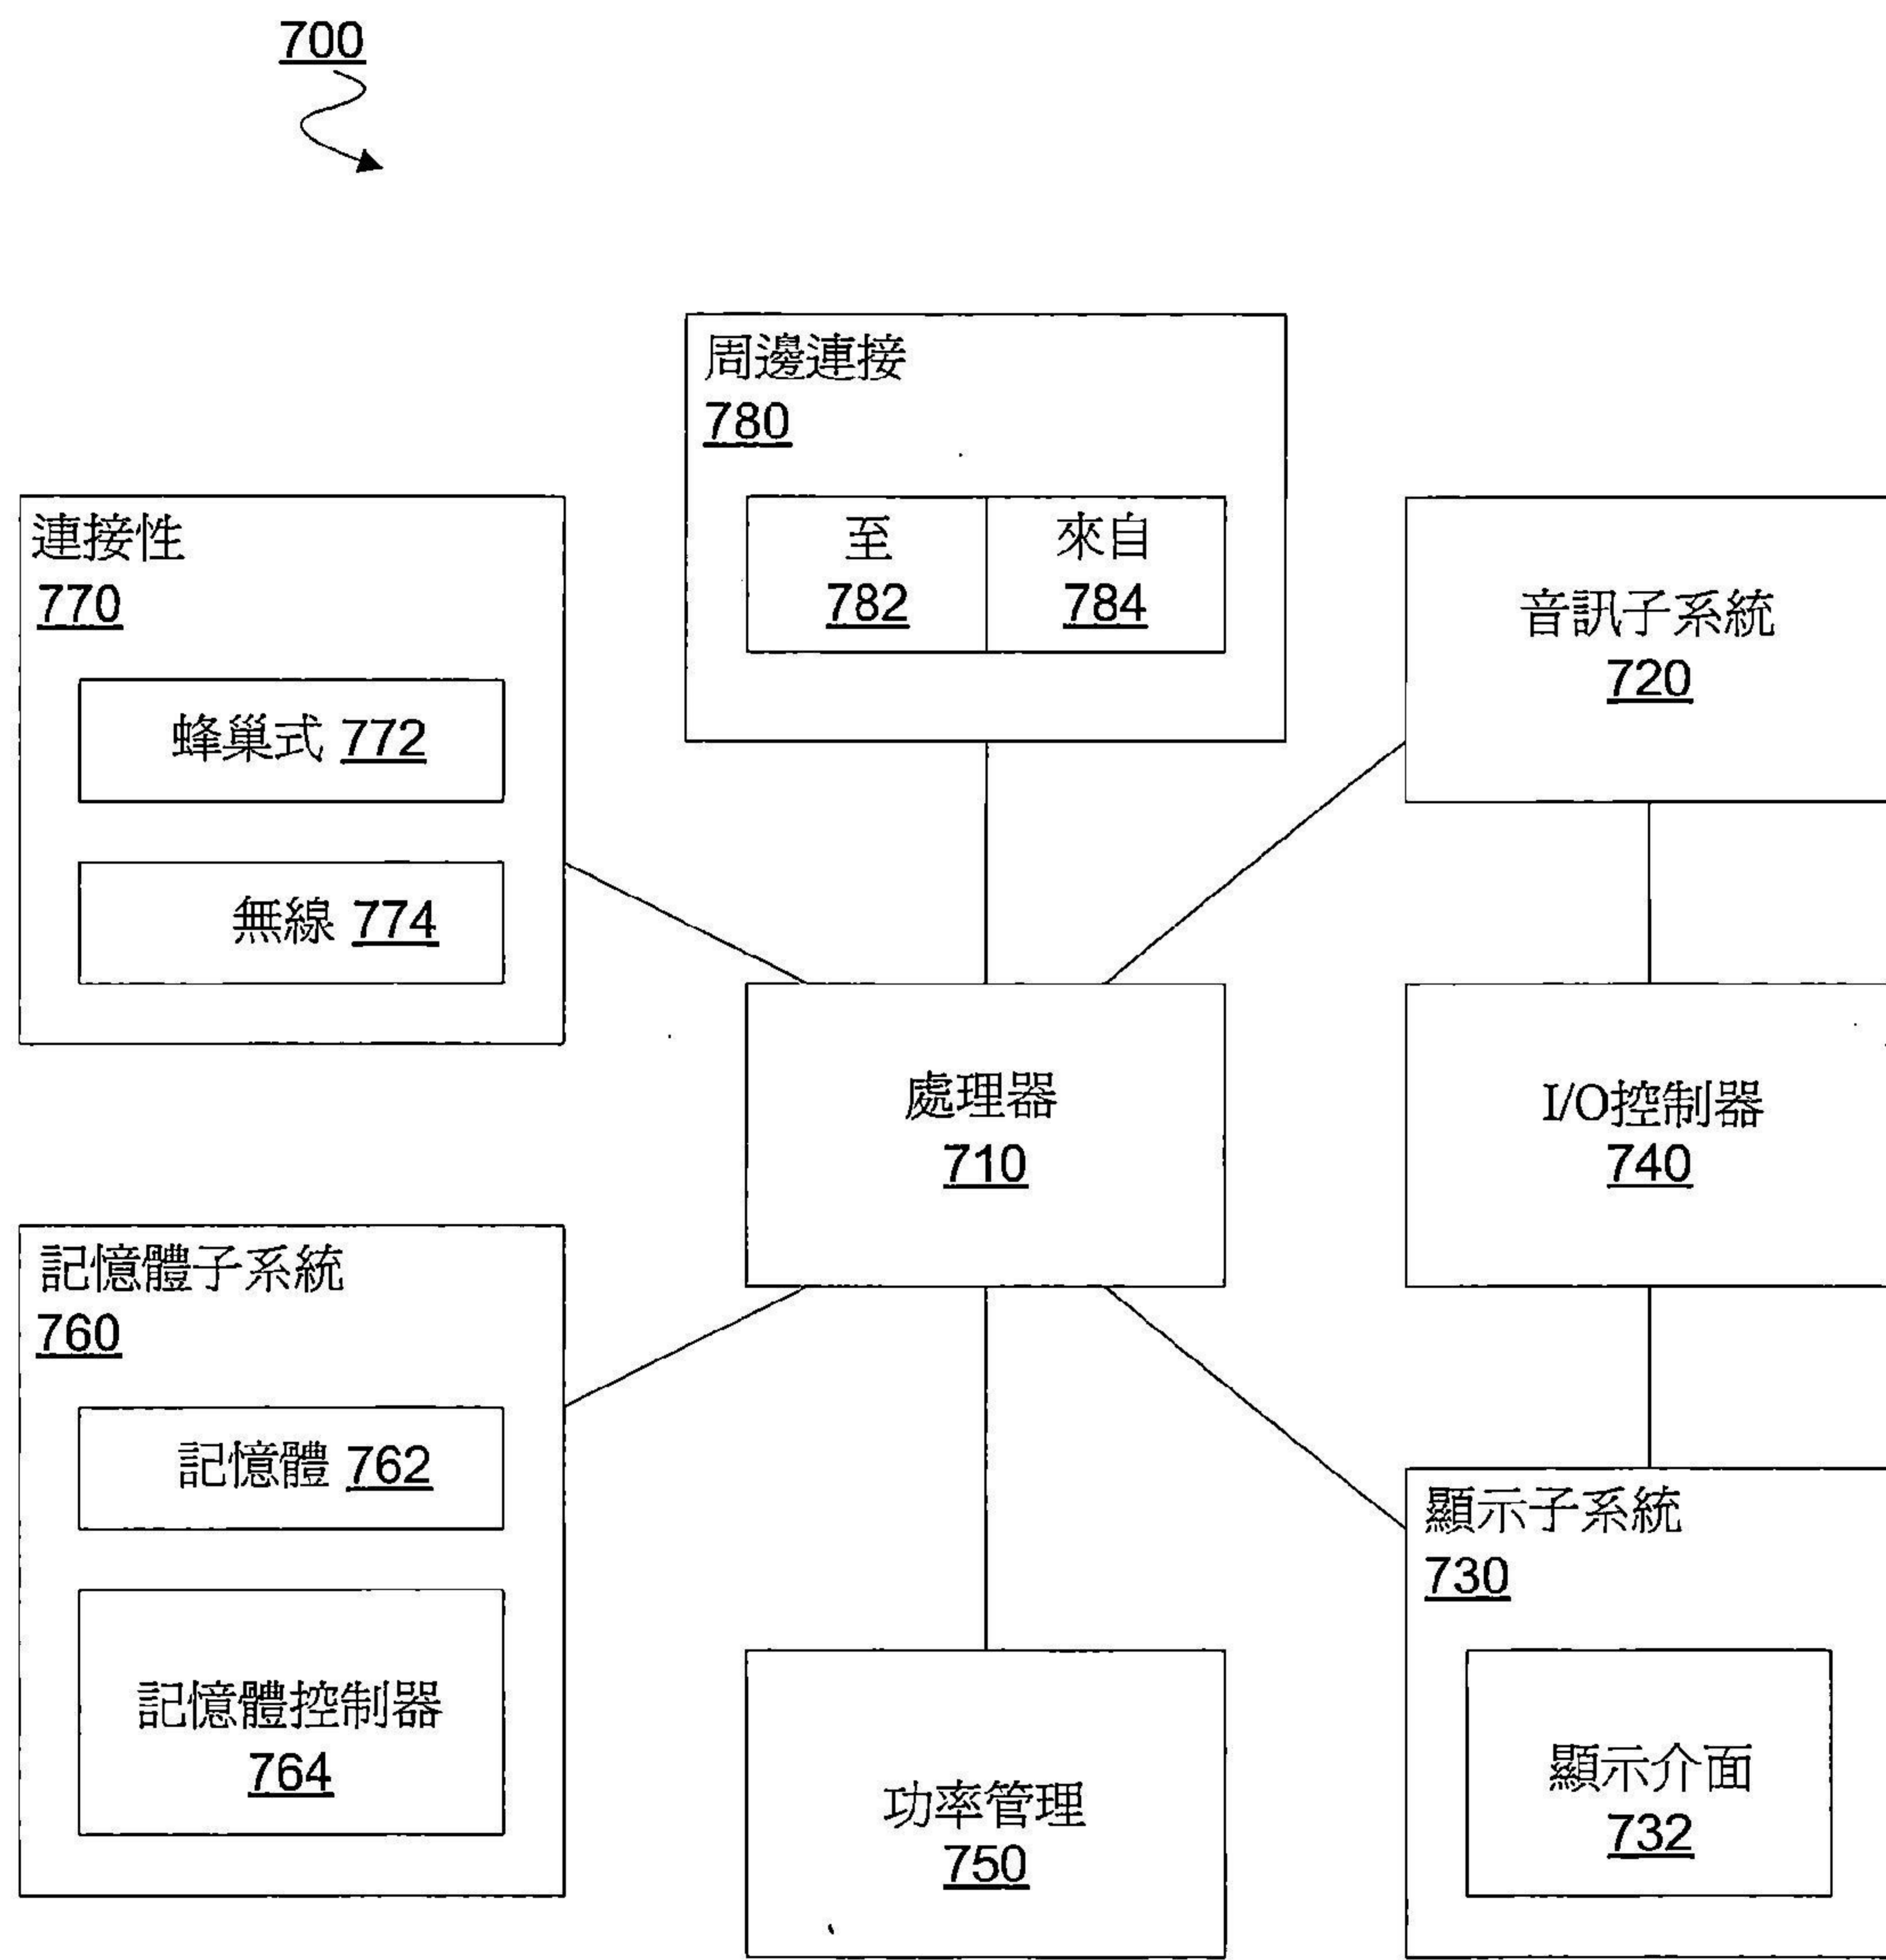 700
周邊連接
780
至
782
來自
784
連接性
770
蜂巢式 772
無線 774
音訊子系統
720
處理器
710
I/O控制器
740
記憶體子系統
760
記憶體 762
記憶體控制器
764
功率管理
750
顯示子系統
730
顯示介面
732